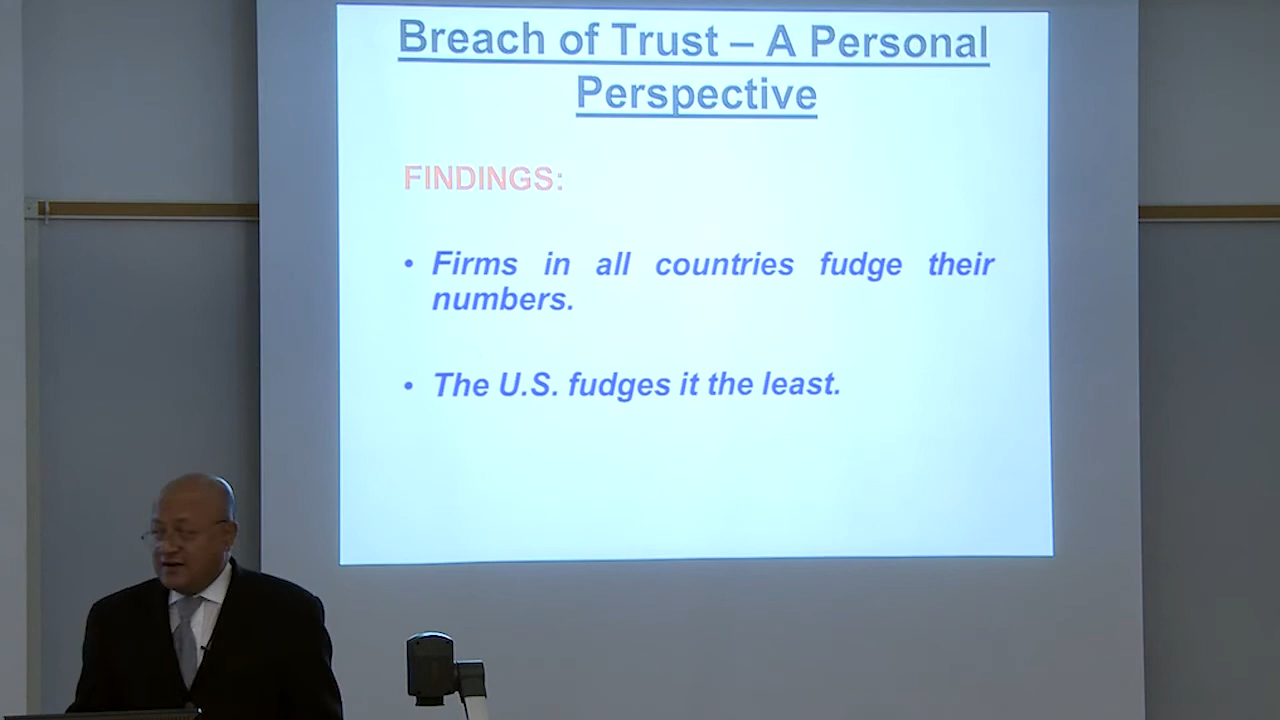 Breach of Trust – A Personal
Perspective
FINDINGS:
• Firms in all countries fudge their
numbers.
• The U.S. fudges it the least.